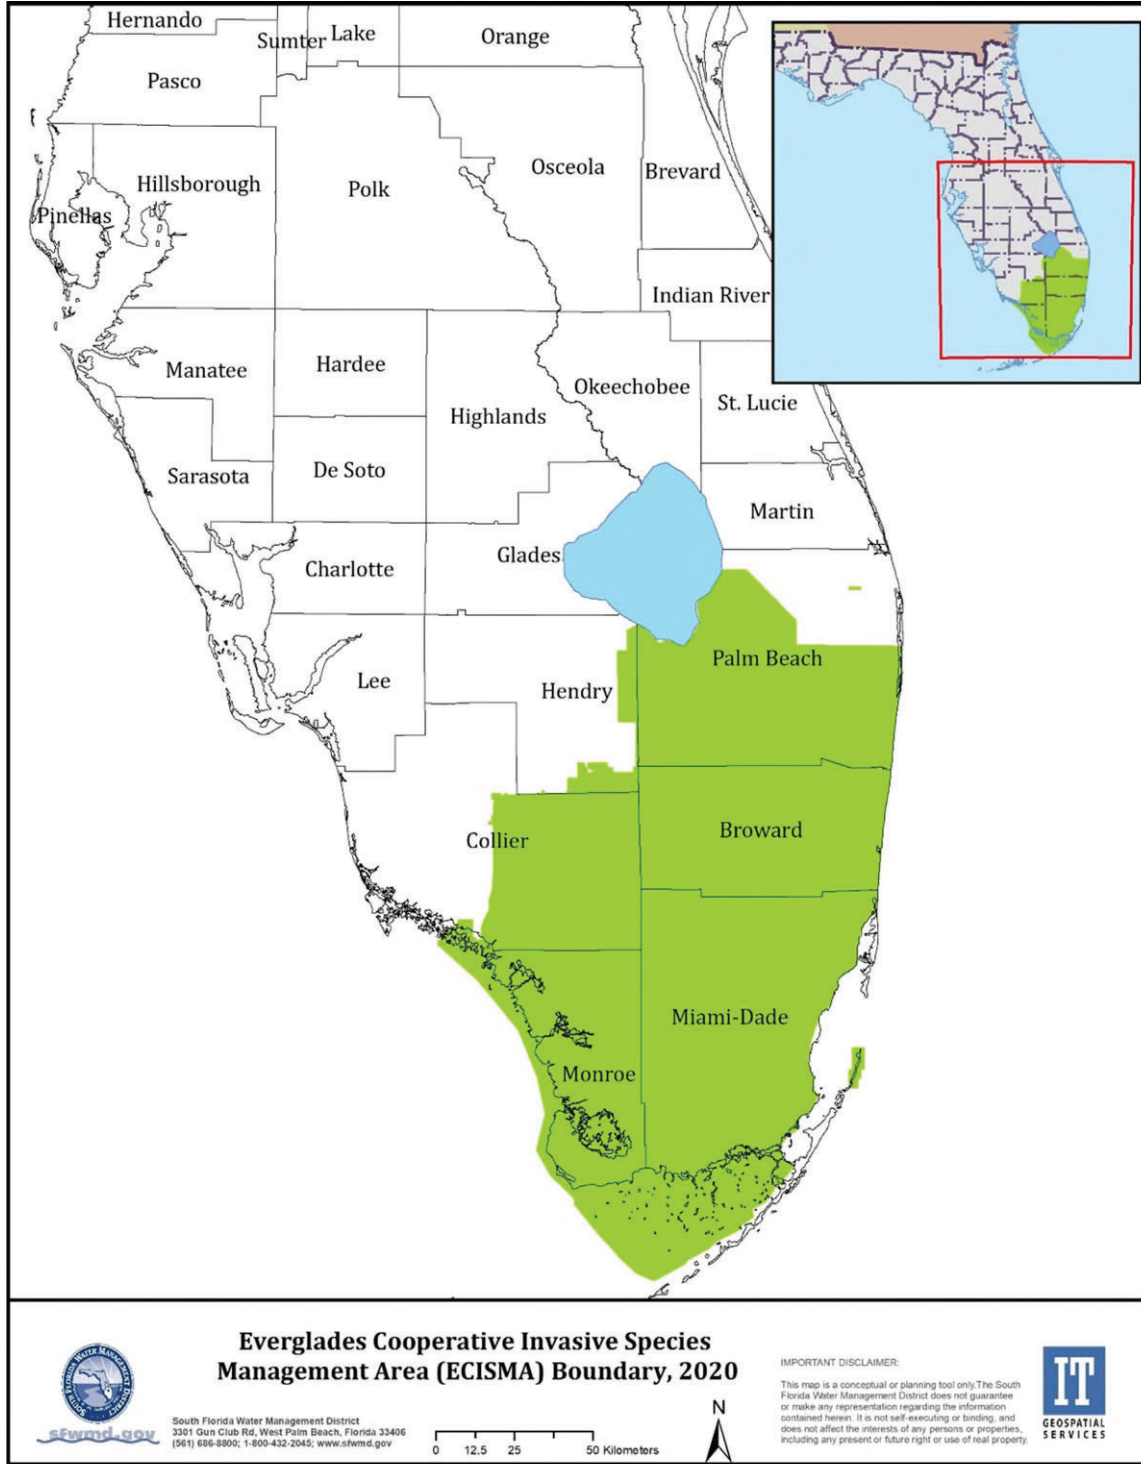 Hernando
Sumter
Lake
Orange
Pasco
Hillsborough
Polk
Osceola
Brevard
Pinellas
Indian River
Manatee
Hardee
Okeechobee
Highlands
St. Lucie
Sarasota
De Soto
Martin
Charlotte
Glades
Palm Beach
Lee
Hendry
Broward
Collier
Miami-Dade
Monroe
SOUTH FLORIDA WATER MANAGEMENT DISTRICT
sfwmd.gov
Everglades Cooperative Invasive Species
Management Area (ECISMA) Boundary, 2020
South Florida Water Management District
3301 Gun Club Rd, West Palm Beach, Florida 33406
(561) 686-8800; 1-800-432-2045; www.sfwmd.gov
0 12.5 25 50 Kilometers
N
IMPORTANT DISCLAIMER:
This map is a conceptual or planning tool only.The South
Florida Water Management District does not guarantee
or make any representation regarding the information
contained herein. It is not self-executing or binding, and
does not affect the interests of any persons or properties,
including any present or future right or use of real property.
IT
GEOSPATIAL
SERVICES